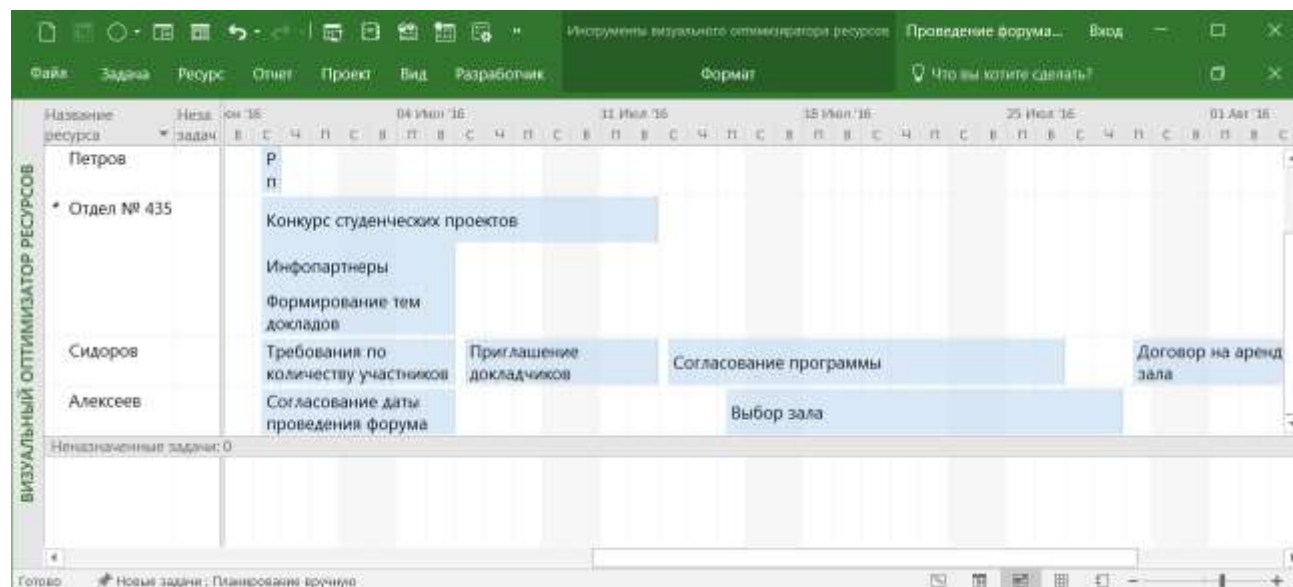 Инструменты визуального оптимизатора ресурсов Проведение форума... Вход
Файл Задача Ресурс Отчет Проект Вид Разработчик Формат Что вы хотите сделать?
Название
ресурса
Неза
задач
юн '16 04 Июл '16 11 Июл '16 18 Июл '16 25 Июл '16 01 Авг '16
В С Ч П С В П В С Ч П С В П В С Ч П С В П В С Ч П С В П В С Ч П С В П В С
ВИЗУАЛЬНЫЙ ОПТИМИЗАТОР РЕСУРСОВ
Петров
Р
п
Отдел № 435
Конкурс студенческих проектов
Инфопартнеры
Формирование тем
докладов
Сидоров
Требования по
количеству участников
Приглашение
докладчиков
Согласование программы
Договор на аренд
зала
Алексеев
Согласование даты
проведения форума
Выбор зала
Неназначенные задачи: 0
Готово
Новые задачи : Планирование вручную